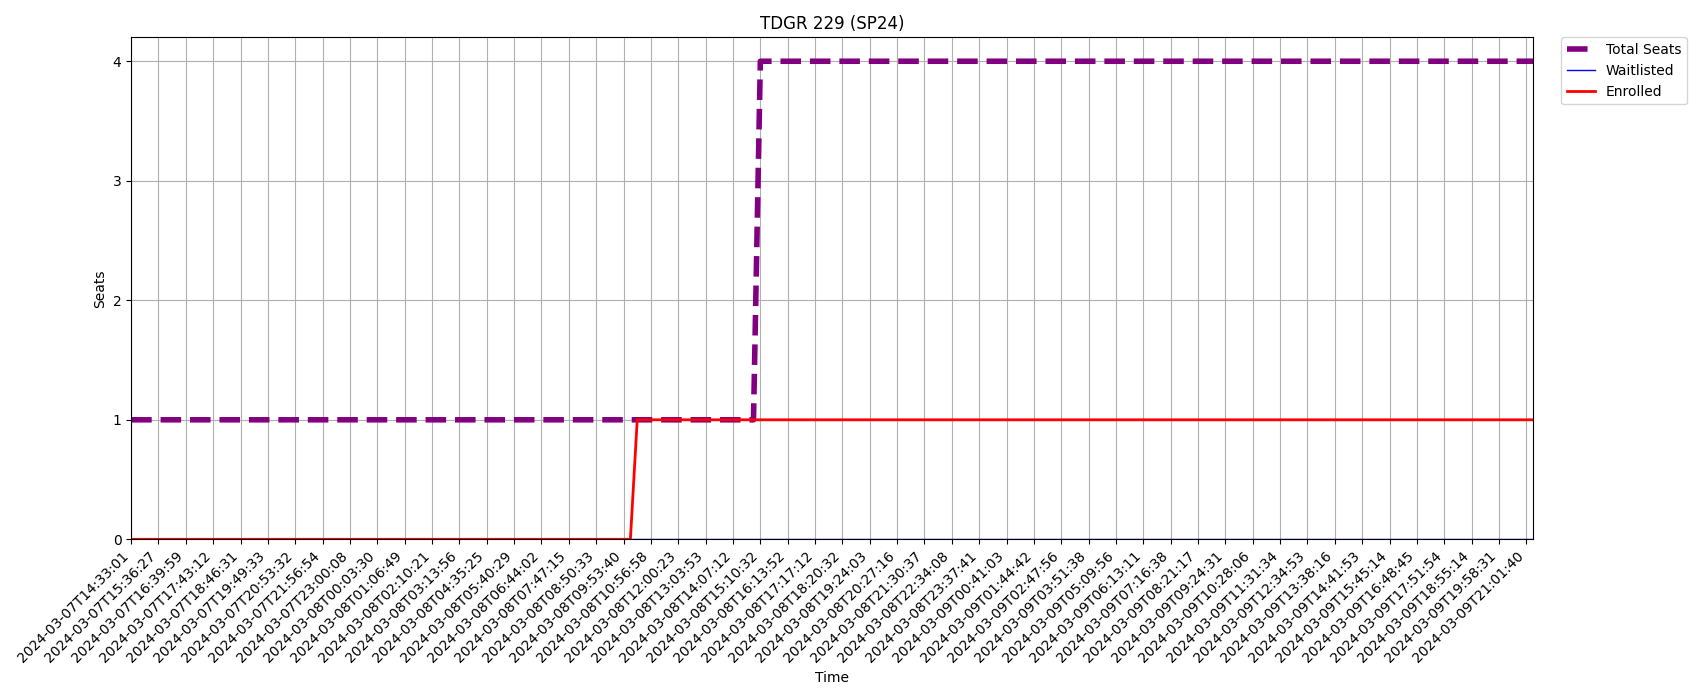 TDGR 229 (SP24)
Total Seats
Waitlisted
Enrolled
Seats
4
3
2
1
0
2024-03-07T14:33:01
2024-03-07T15:36:27
2024-03-07T16:39:59
2024-03-07T17:43:12
2024-03-07T18:46:31
2024-03-07T19:49:33
2024-03-07T20:53:32
2024-03-07T21:56:54
2024-03-07T23:00:08
2024-03-08T00:03:30
2024-03-08T01:06:49
2024-03-08T02:10:21
2024-03-08T03:13:56
2024-03-08T04:35:25
2024-03-08T05:40:29
2024-03-08T06:44:02
2024-03-08T07:47:15
2024-03-08T08:50:33
2024-03-08T09:53:40
2024-03-08T10:56:58
2024-03-08T12:00:23
2024-03-08T13:03:53
2024-03-08T14:07:12
2024-03-08T15:10:32
2024-03-08T16:13:52
2024-03-08T17:17:12
2024-03-08T18:20:32
2024-03-08T19:24:03
2024-03-08T20:27:16
2024-03-08T21:30:37
2024-03-08T22:34:08
2024-03-08T23:37:41
2024-03-09T00:41:03
2024-03-09T01:44:42
2024-03-09T02:47:56
2024-03-09T03:51:38
2024-03-09T05:09:56
2024-03-09T06:13:11
2024-03-09T07:16:38
2024-03-09T08:21:17
2024-03-09T09:24:31
2024-03-09T10:28:06
2024-03-09T11:31:34
2024-03-09T12:34:53
2024-03-09T13:38:16
2024-03-09T14:41:53
2024-03-09T15:45:14
2024-03-09T16:48:45
2024-03-09T17:51:54
2024-03-09T18:55:14
2024-03-09T19:58:31
2024-03-09T21:01:40
Time